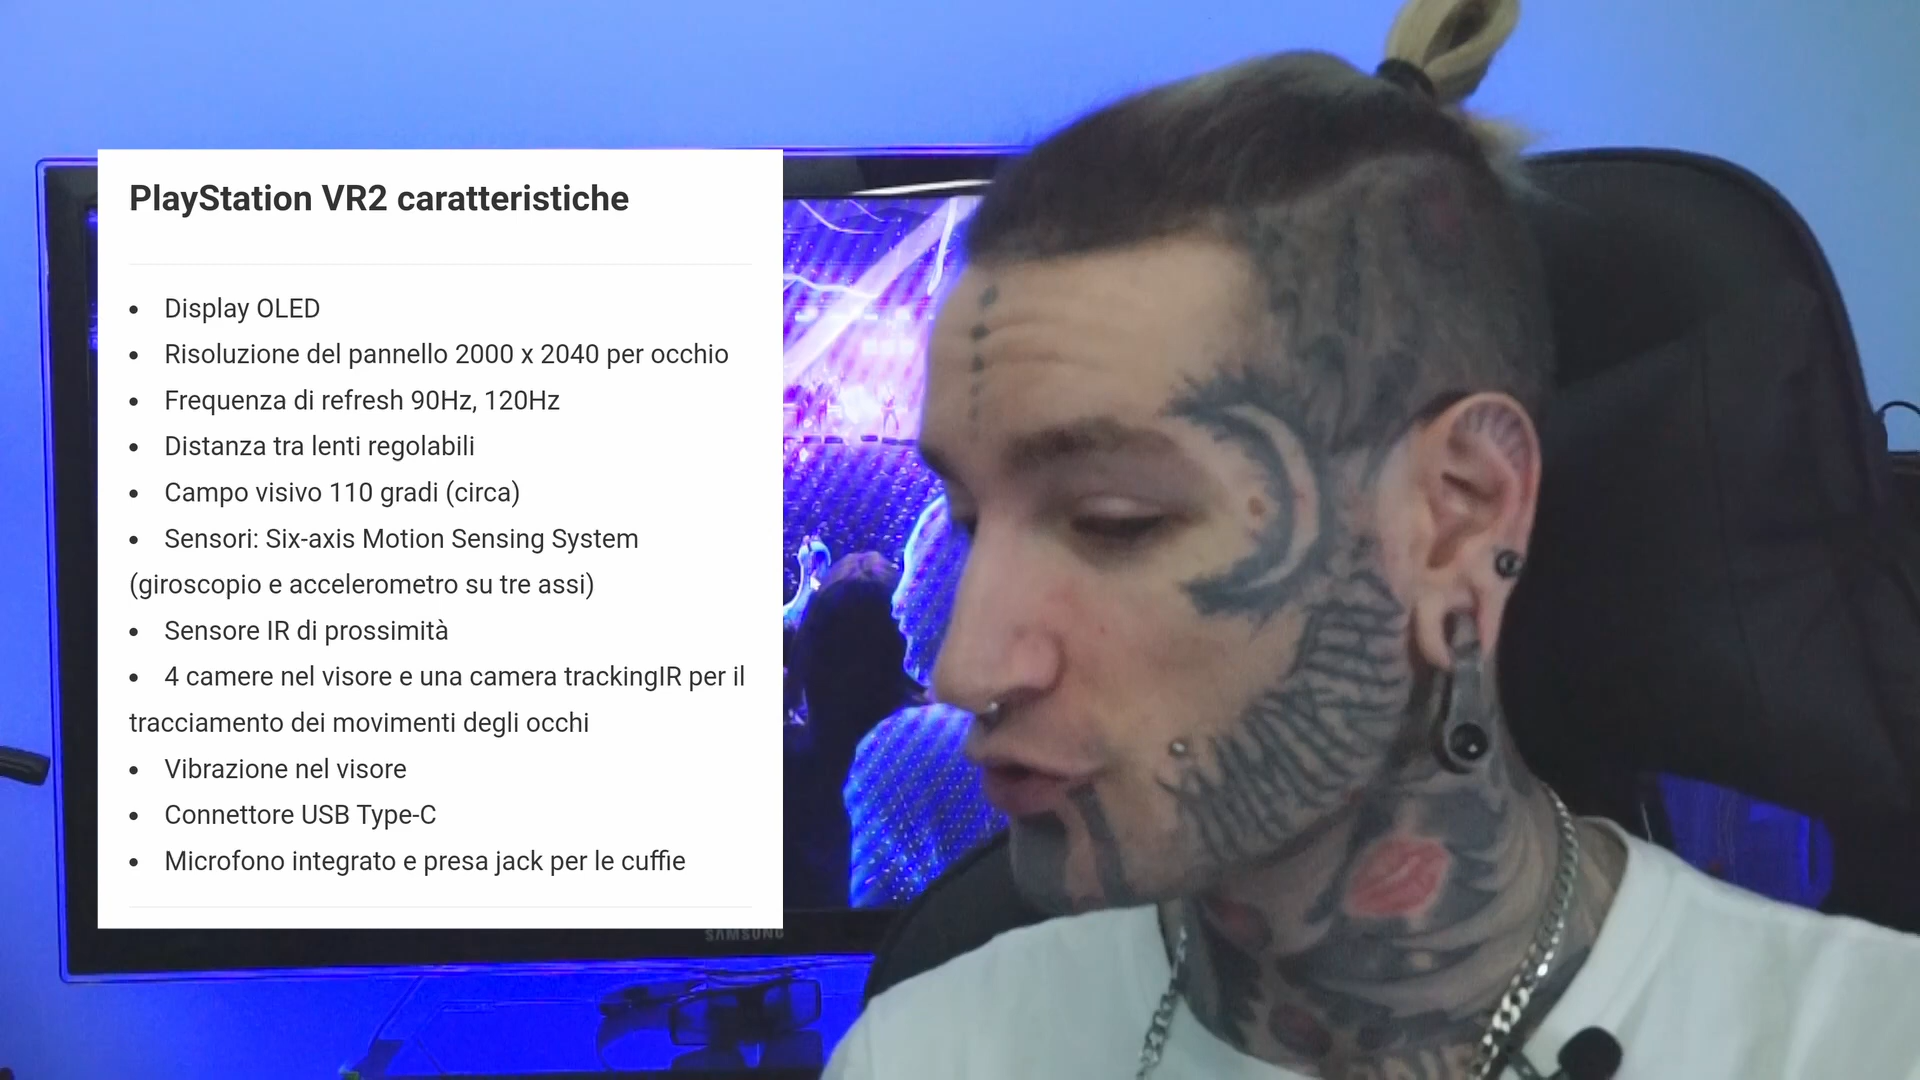 PlayStation VR2 caratteristiche
• Display OLED
• Risoluzione del pannello 2000 x 2040 per occhio
• Frequenza di refresh 90Hz, 120Hz
• Distanza tra lenti regolabili
• Campo visivo 110 gradi (circa)
• Sensori: Six-axis Motion Sensing System
(giroscopio e accelerometro su tre assi)
• Sensore IR di prossimità
• 4 camere nel visore e una camera trackingIR per il
tracciamento dei movimenti degli occhi
• Vibrazione nel visore
• Connettore USB Type-C
• Microfono integrato e presa jack per le cuffie
SAMSUNG